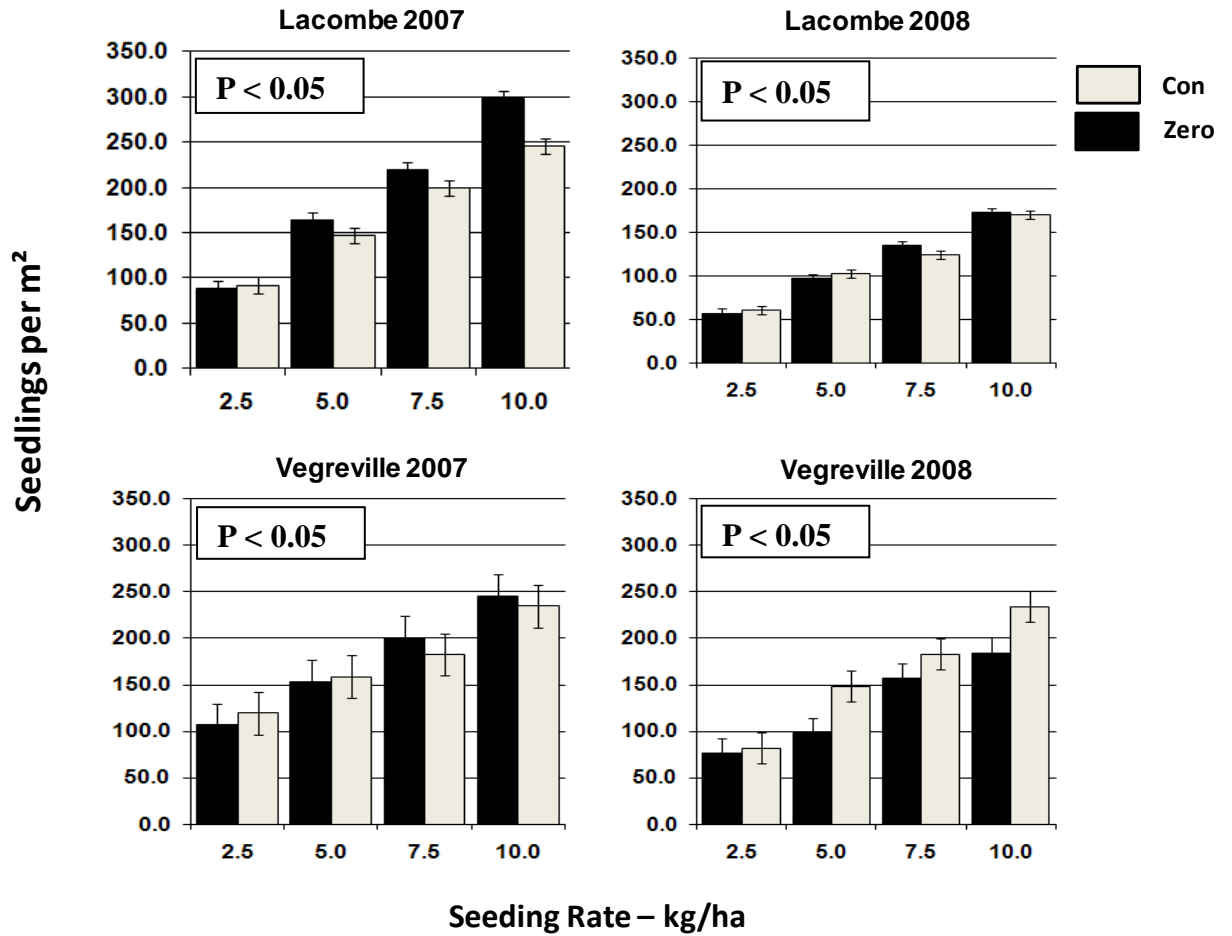 Lacombe 2007
350.0
300.0
250.0
200.0
150.0
100.0
50.0
0.0
P < 0.05
2.5 5.0 7.5 10.0
Lacombe 2008
350.0
300.0
250.0
200.0
150.0
100.0
50.0
0.0
P < 0.05
2.5 5.0 7.5 10.0
Con
Zero
Seedlings per m²
Vegreville 2007
350.0
300.0
250.0
200.0
150.0
100.0
50.0
0.0
P < 0.05
2.5 5.0 7.5 10.0
Vegreville 2008
350.0
300.0
250.0
200.0
150.0
100.0
50.0
0.0
P < 0.05
2.5 5.0 7.5 10.0
Seeding Rate – kg/ha